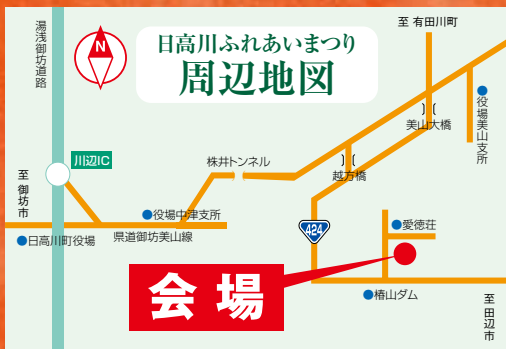 日高川ふれあいまつり
周辺地図
N
湯浅御坊道路
至 有田川町
役場美山支所
美山大橋
川辺IC
株井トンネル
越方橋
至 御坊市
役場中津支所
日高川町役場
県道御坊美山線
424
愛徳荘
会場
椿山ダム
至 田辺市